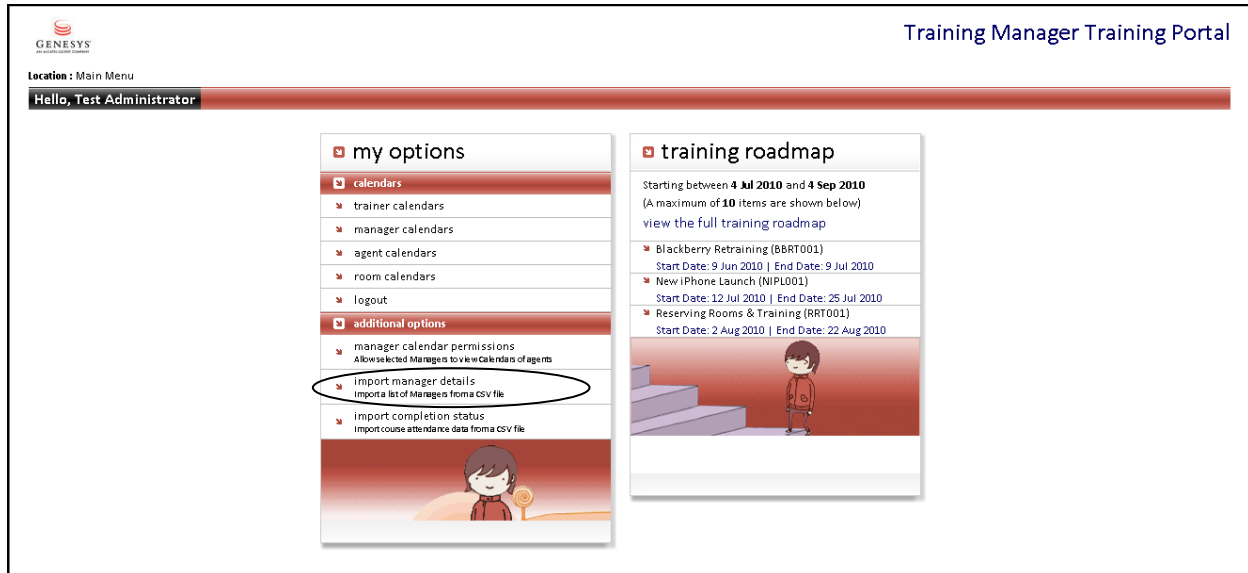 GENESYS
AN ALCATEL-LUCENT COMPANY
Training Manager Training Portal
Location : Main Menu
Hello, Test Administrator
my options
calendars
trainer calendars
manager calendars
agent calendars
room calendars
logout
additional options
manager calendar permissions
Allow selected Managers to view Calendars of agents
import manager details
Import a list of Managers from a CSV file
import completion status
Import course attendance data from a CSV file
training roadmap
Starting between 4 Jul 2010 and 4 Sep 2010
(A maximum of 10 items are shown below)
view the full training roadmap
Blackberry Retraining (BBRT001)
Start Date: 9 Jun 2010 | End Date: 9 Jul 2010
New iPhone Launch (NIPL001)
Start Date: 12 Jul 2010 | End Date: 25 Jul 2010
Reserving Rooms & Training (RRT001)
Start Date: 2 Aug 2010 | End Date: 22 Aug 2010